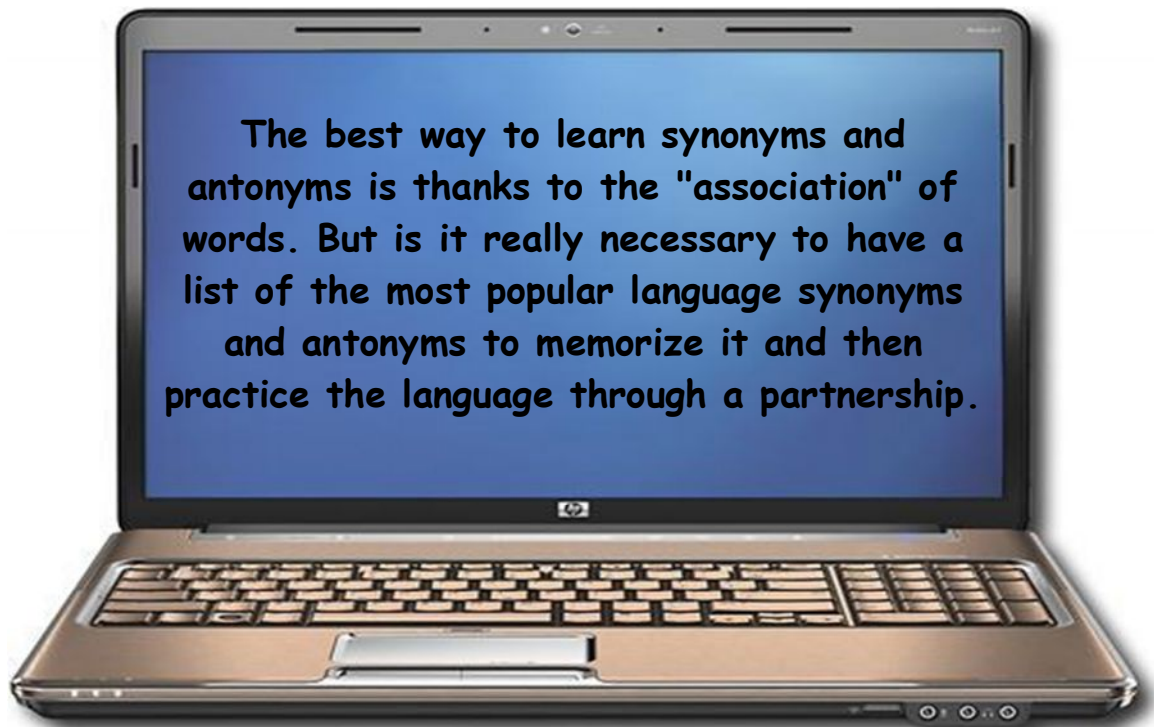 The best way to learn synonyms and
antonyms is thanks to the "association" of
words. But is it really necessary to have a
list of the most popular language synonyms
and antonyms to memorize it and then
practice the language through a partnership.
hp